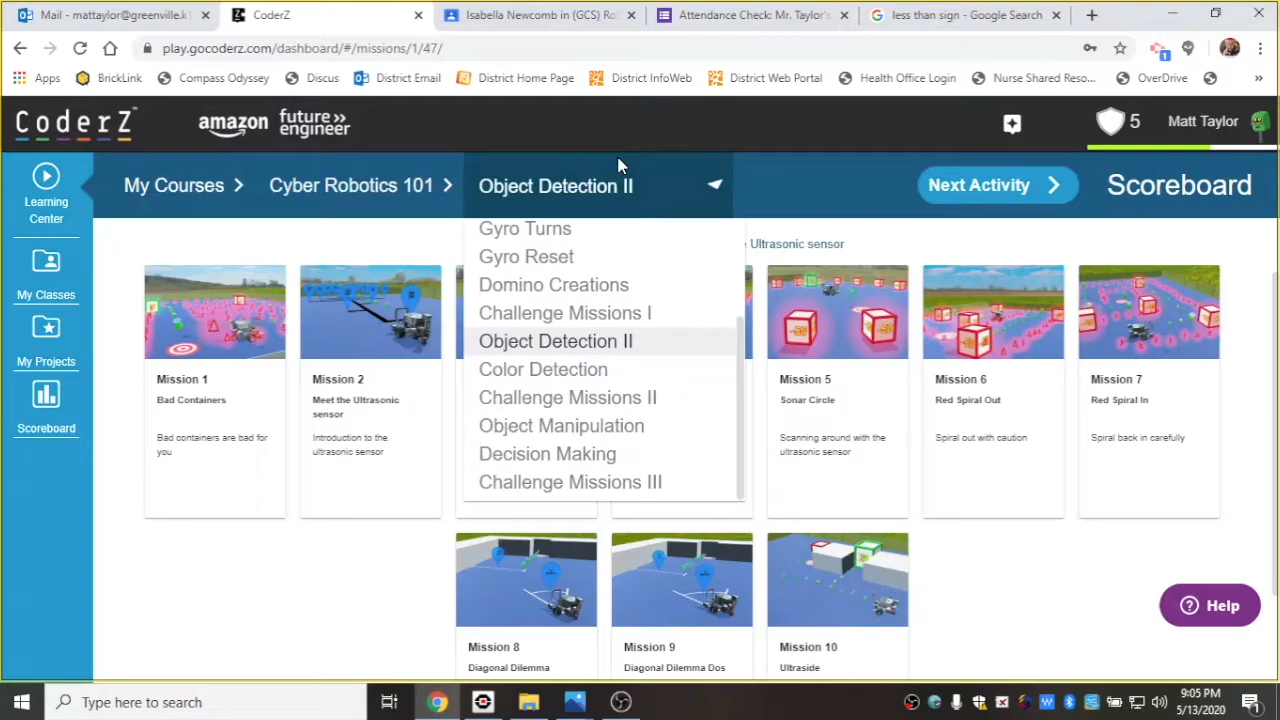 Mail - mattaylor@greenville.k1
CoderZ
Isabella Newcomb in (GCS) Ro
Attendance Check: Mr. Taylor's
less than sign - Google Search
play.gocoderz.com/dashboard/#/missions/1/47/
Apps
BrickLink
Compass Odyssey
Discus
District Email
District Home Page
District InfoWeb
District Web Portal
Health Office Login
Nurse Shared Reso...
OverDrive
CoderZ
amazon
future
engineer
5
Matt Taylor
Learning
Center
My Classes
My Projects
Scoreboard
My Courses
Cyber Robotics 101
Object Detection II
Next Activity
Scoreboard
Gyro Turns
Gyro Reset
Domino Creations
Challenge Missions I
Object Detection II
Color Detection
Challenge Missions II
Object Manipulation
Decision Making
Challenge Missions III
Ultrasonic sensor
Mission 1
Bad Containers
Bad containers are bad for
you
Mission 2
Meet the Ultrasonic
sensor
Introduction to the
ultrasonic sensor
Mission 5
Sonar Circle
Scanning around with the
ultrasonic sensor
Mission 6
Red Spiral Out
Spiral out with caution
Mission 7
Red Spiral In
Spiral back in carefully
Mission 8
Diagonal Dilemma
Mission 9
Diagonal Dilemma Dos
Mission 10
Ultraside
Help
Type here to search
9:05 PM
5/13/2020